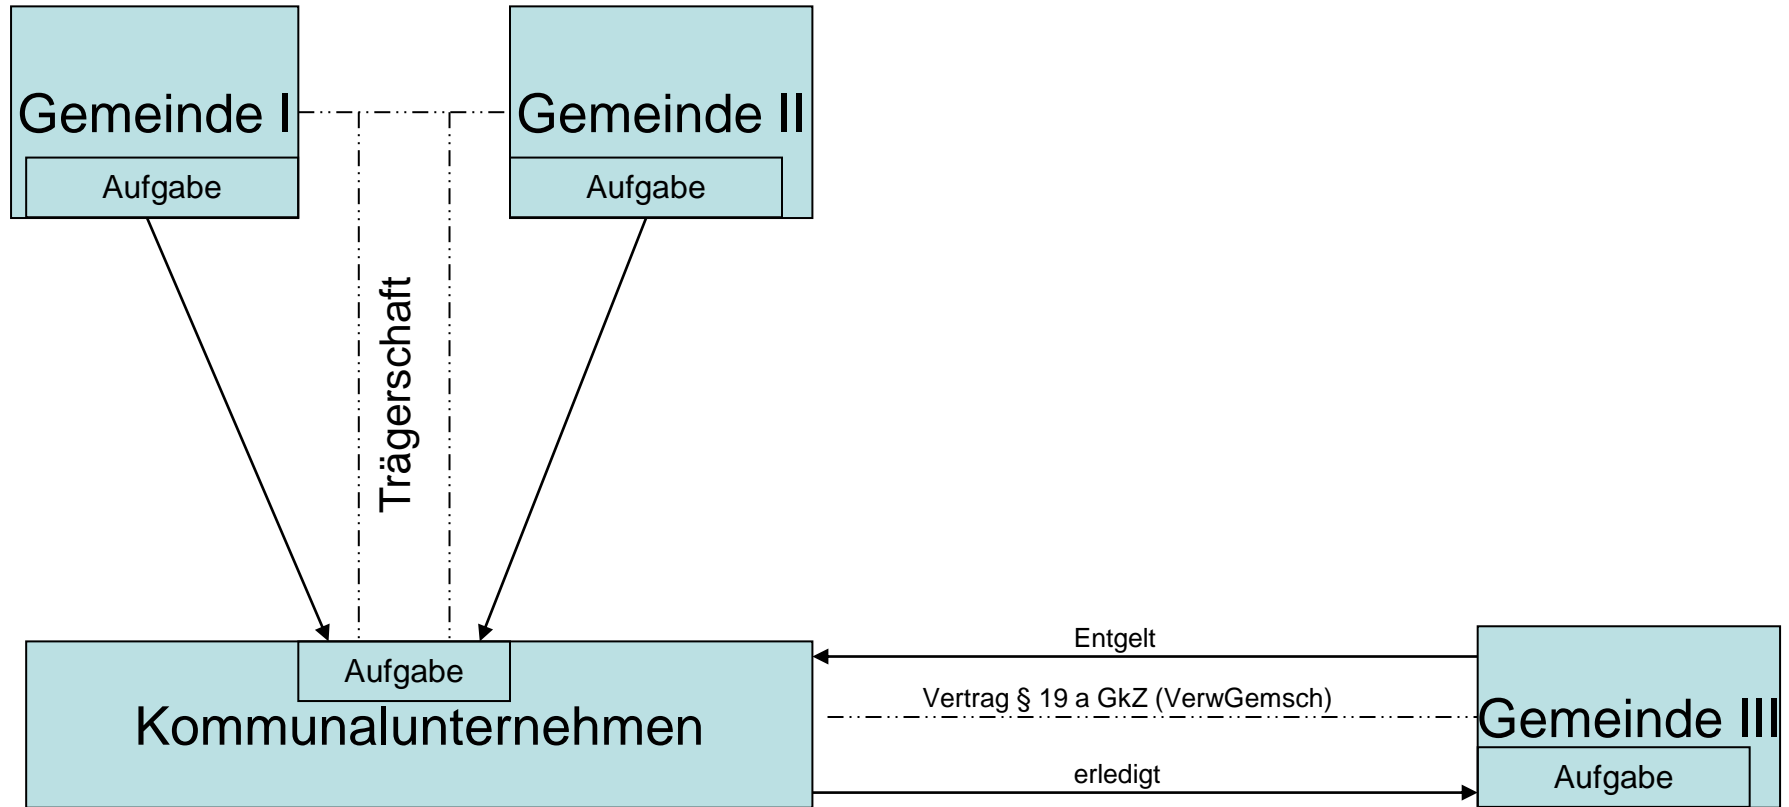 Gemeinde I
Gemeinde II
Aufgabe
Aufgabe
Trägerschaft
Aufgabe
Kommunalunternehmen
Entgelt
Vertrag § 19 a GkZ (VerwGemsch)
erledigt
Gemeinde III
Aufgabe